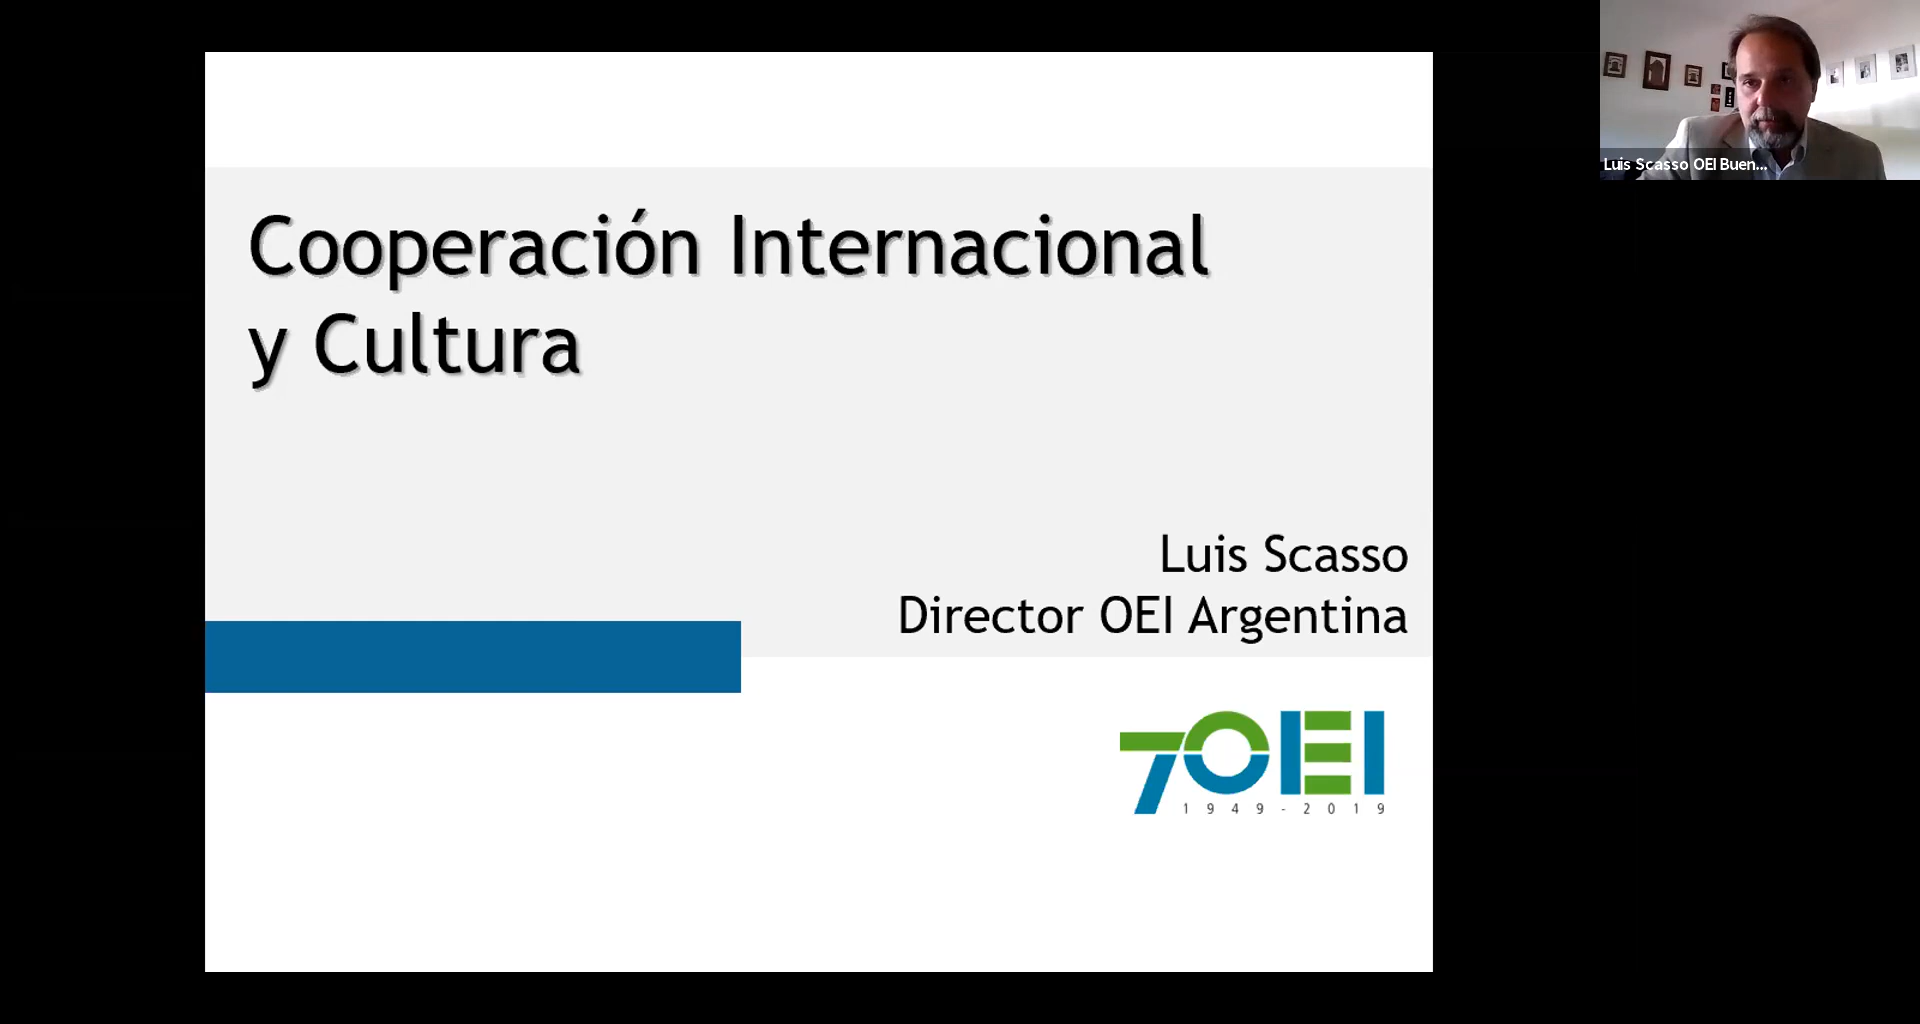 Cooperación Internacional
y Cultura
Luis Scasso
Director OEI Argentina
7OEI
1949-2019
Luis Scasso OEI Buen...